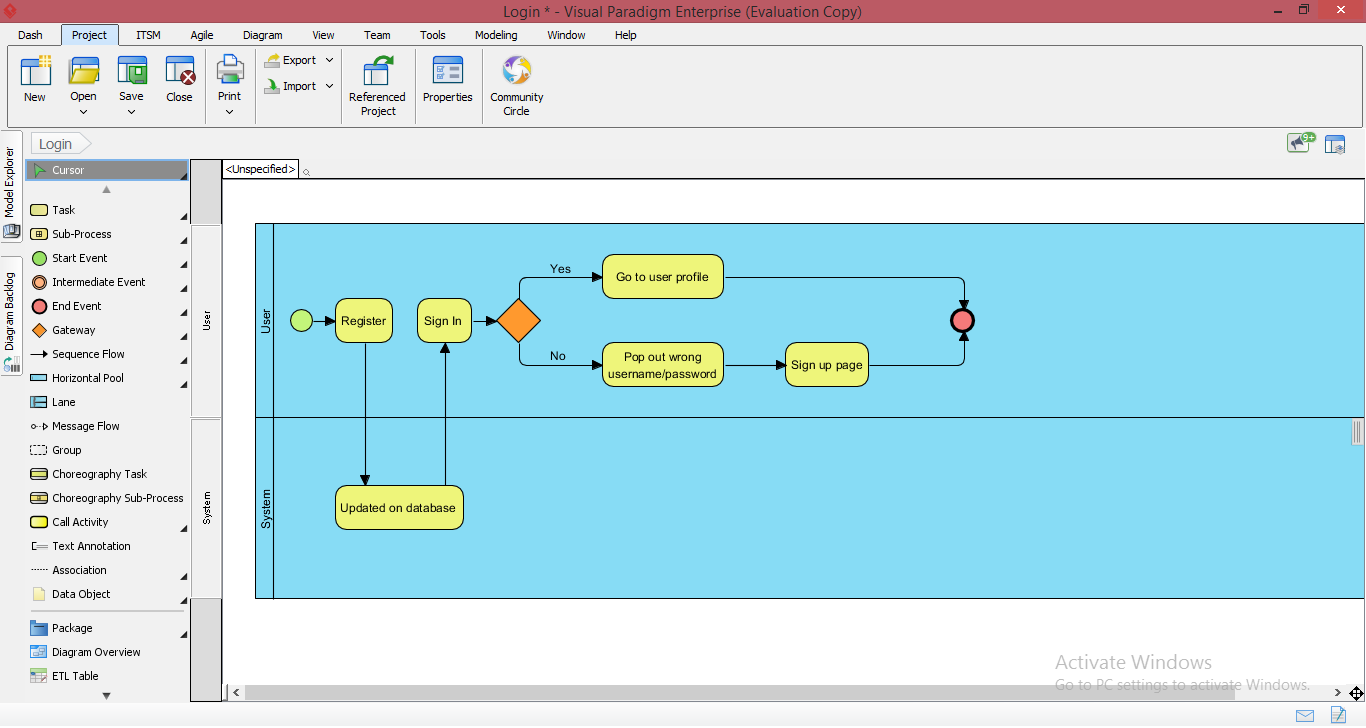 Login * - Visual Paradigm Enterprise (Evaluation Copy)
Dash Project ITSM Agile Diagram View Team Tools Modeling Window Help
New Open Save Close Print Export Import Referenced Project Properties Community Circle
Login
9+
Model Explorer
Diagram Backlog
Cursor
Task
Sub-Process
Start Event
Intermediate Event
End Event
Gateway
Sequence Flow
Horizontal Pool
Lane
Message Flow
Group
Choreography Task
Choreography Sub-Process
Call Activity
Text Annotation
Association
Data Object
Package
Diagram Overview
ETL Table
<Unspecified>
User
System
User
Register
Sign In
Yes
Go to user profile
No
Pop out wrong
username/password
Sign up page
System
Updated on database
Activate Windows
Go to PC settings to activate Windows.